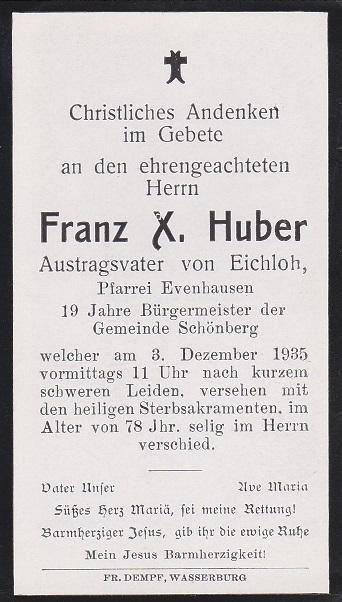 Christliches Andenken
im Gebete
an den ehrengeachteten
Herrn
Franz X. Huber
Austragsvater von Eichloh,
Pfarrei Evenhausen
19 Jahre Bürgermeister der
Gemeinde Schönberg
welcher am 3. Dezember 1935
vormittags 11 Uhr nach kurzem
schweren Leiden, versehen mit
den heiligen Sterbsakramenten, im
Alter von 78 Jhr. selig im Herrn
verschied.
Vater Unser Ave Maria
Süßes Herz Mariä, sei meine Rettung!
Barmherziger Jesus, gib ihr die ewige Ruhe
Mein Jesus Barmherzigkeit!
FR. DEMPF, WASSERBURG